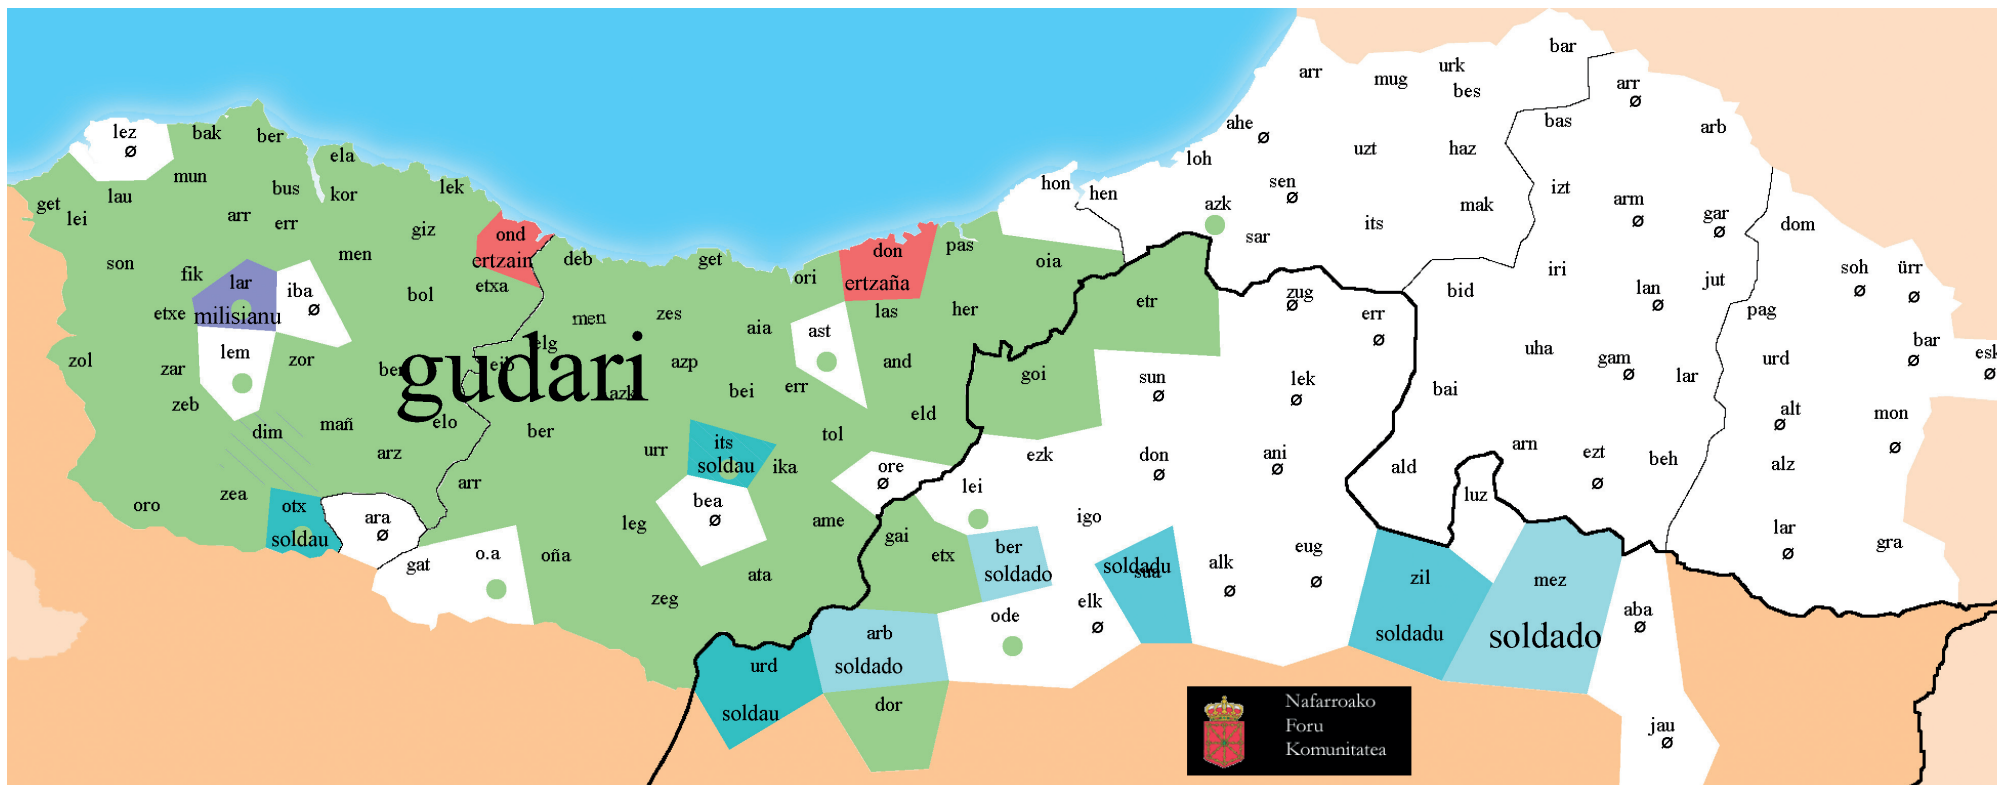 bar
arr
mug
urk
bes
arr
Ø
lez
Ø
bak
ber
ahe
Ø
bas
arb
ela
loh
uzt
haz
mun
lau
bus
kor
lek
hon
hen
sen
Ø
izt
get
lei
arr
err
azk
mak
arm
Ø
gar
Ø
giz
ond
ertzain
its
dom
sar
son
men
deb
get
don
ertzaña
pas
oia
fik
lar
milisianu
iba
Ø
bol
etxa
ori
iri
bid
zug
Ø
lan
Ø
jut
soh
Ø
ürr
Ø
etxe
men
zes
aia
las
her
etr
err
Ø
pag
zol
lem
zor
zar
elg
ast
uha
gam
Ø
lar
urd
bar
Ø
esk
Ø
ber
gudari
eib
azp
azk
bei
err
and
goi
sun
Ø
lek
Ø
bai
zeb
dim
mañ
elo
ber
eld
tol
alt
Ø
mon
Ø
arz
urr
its
soldau
ika
ore
Ø
ezk
don
Ø
ani
Ø
ald
arn
ezt
Ø
beh
alz
oro
zea
otx
soldau
ara
Ø
arr
leg
bea
Ø
ame
lei
igo
luz
lar
Ø
gra
gat
o.a
oña
ata
gai
etx
ber
soldado
soldadu
sua
alk
Ø
eug
Ø
zil
soldadu
mez
soldado
zeg
arb
soldado
ode
elk
Ø
aba
Ø
urd
soldau
dor
jau
Ø
Nafarroako
Foru
Komunitatea